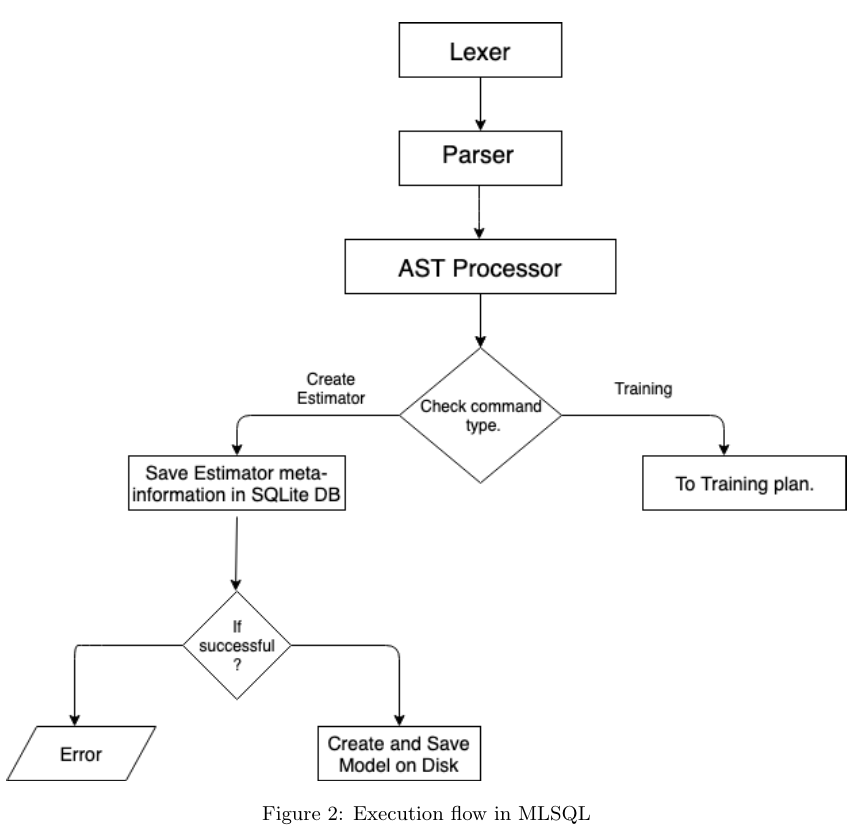 Lexer
Parser
AST Processor
Create
Estimator
Training
Check command
type.
Save Estimator meta-
information in SQLite DB
To Training plan.
If
successful
?
Error
Create and Save
Model on Disk
Figure 2: Execution flow in MLSQL